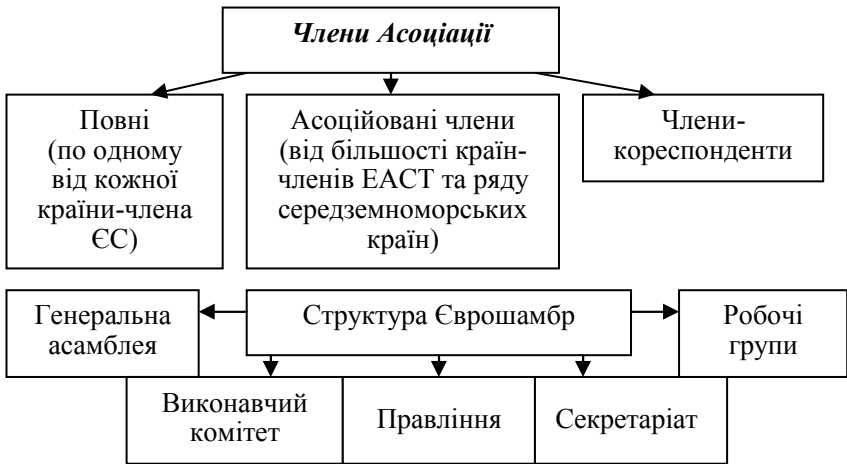 Члени Асоціації
Повні
(по одному
від кожної
країни-члена
ЄС)
Асоційовані члени
(від більшості країн-
членів ЕАСТ та ряду
середземноморських
країн)
Члени-
кореспонденти
Генеральна
асамблея
Структура Єврошамбр
Робочі
групи
Виконавчий
комітет
Правління
Секретаріат